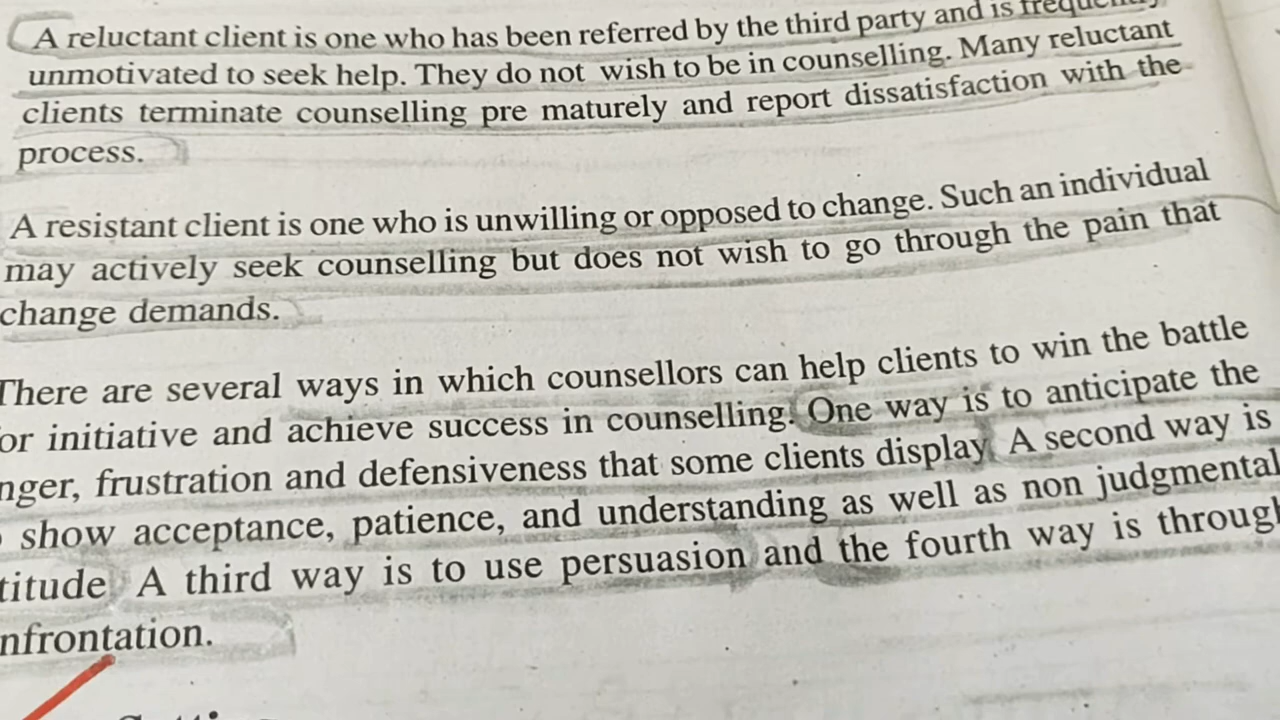 A reluctant client is one who has been referred by the third party and is frequently
unmotivated to seek help. They do not wish to be in counselling. Many reluctant
clients terminate counselling pre maturely and report dissatisfaction with the
process.
A resistant client is one who is unwilling or opposed to change. Such an individual
may actively seek counselling but does not wish to go through the pain that
change demands.
There are several ways in which counsellors can help clients to win the battle
or initiative and achieve success in counselling. One way is to anticipate the
nger, frustration and defensiveness that some clients display. A second way is
show acceptance, patience, and understanding as well as non judgmental
titude. A third way is to use persuasion and the fourth way is through
nfrontation.